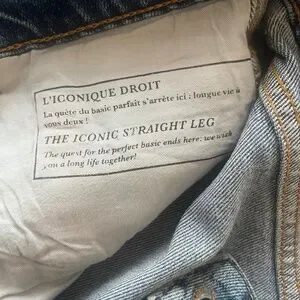 L'ICONIQUE DROIT
La quête du basic parfait s'arrête ici : longue vie à
vous deux !
THE ICONIC STRAIGHT LEG
The quest for the perfect basic ends here: we wish
you a long life together!